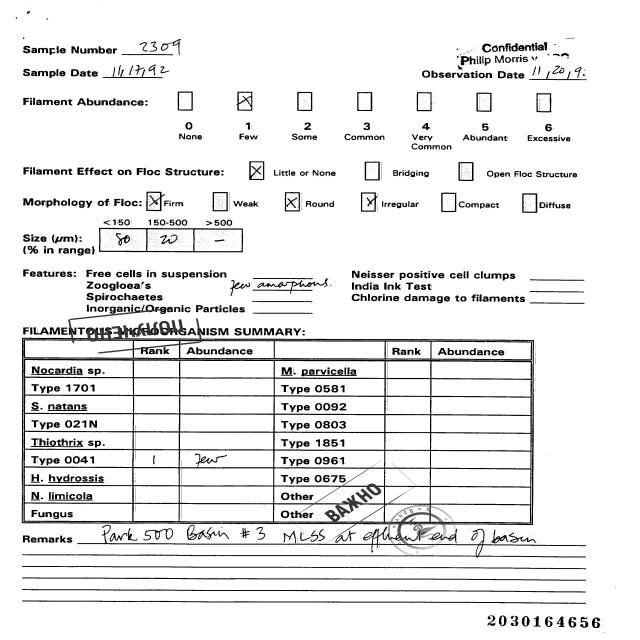 Sample Number 2309
Confidential
Philip Morris
Sample Date 11/17/92
Observation Date 11/20/9
Filament Abundance:
0 1 2 3 4 5 6
None Few Some Common Very Common Abundant Excessive
Filament Effect on Floc Structure: Little or None Bridging Open Floc Structure
Morphology of Floc: Firm Weak Round Irregular Compact Diffuse
<150 150-500 >500
Size (μm): 80 20 -
(% in range)
Features: Free cells in suspension Neisser positive cell clumps
Zoogloea's few amorphous. India Ink Test
Spirochaetes Chlorine damage to filaments
Inorganic/Organic Particles
FILAMENTOUS MICROORGANISM SUMMARY:
Rank Abundance Rank Abundance
Nocardia sp. M. parvicella
Type 1701 Type 0581
S. natans Type 0092
Type 021N Type 0803
Thiothrix sp. Type 1851
Type 0041 1 Few Type 0961
H. hydrossis Type 0675
N. limicola Other
Fungus Other
ВАЖНО
Remarks Park 500 Basin # 3 MLSS at effluent end of basin
2030164656